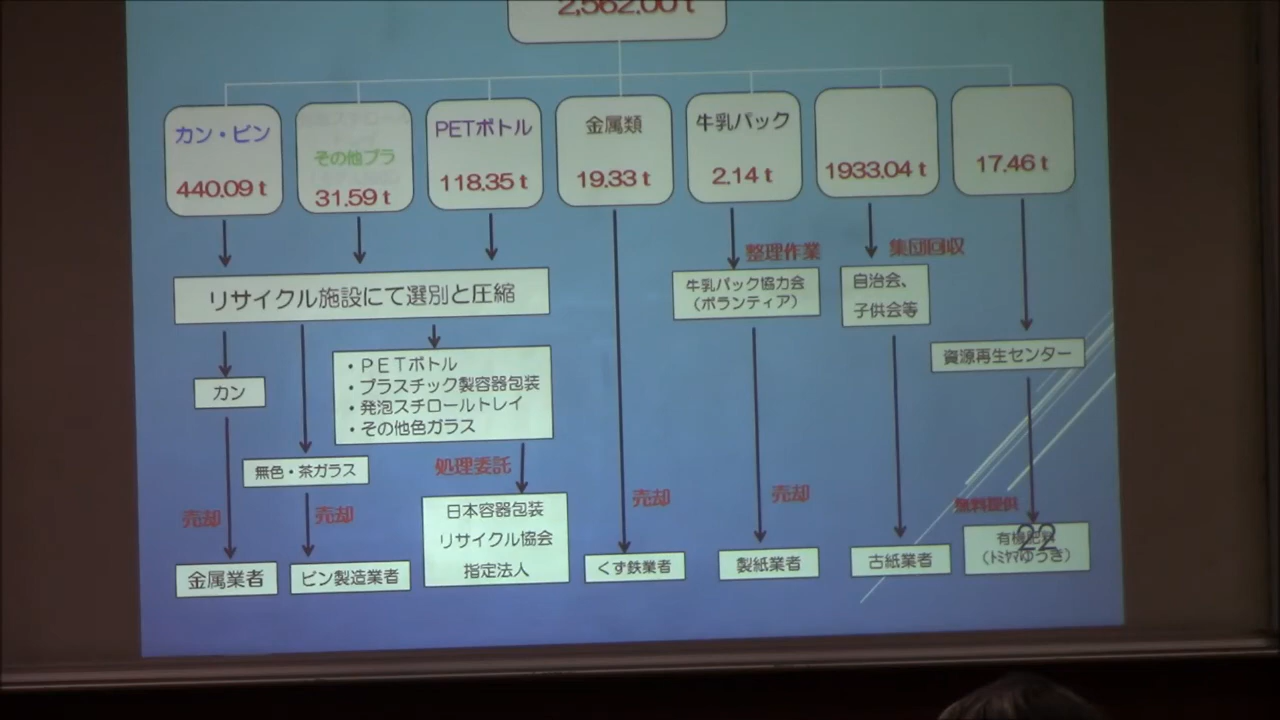 2,562.00 t
カン・ビン
440.09 t
その他プラ
31.59 t
PETボトル
118.35 t
金属類
19.33 t
牛乳パック
2.14 t
1933.04 t
17.46 t
整理作業
集団回収
リサイクル施設にて選別と圧縮
牛乳パック協力会
（ボランティア）
自治会、
子供会等
資源再生センター
カン
・ＰＥＴボトル
・プラスチック製容器包装
・発泡スチロールトレイ
・その他色ガラス
無色・茶ガラス
処理委託
売却
売却
売却
売却
無料提供
金属業者
ビン製造業者
日本容器包装
リサイクル協会
指定法人
くず鉄業者
製紙業者
古紙業者
有機肥料
（ﾄﾐﾔﾏゆうき）
22